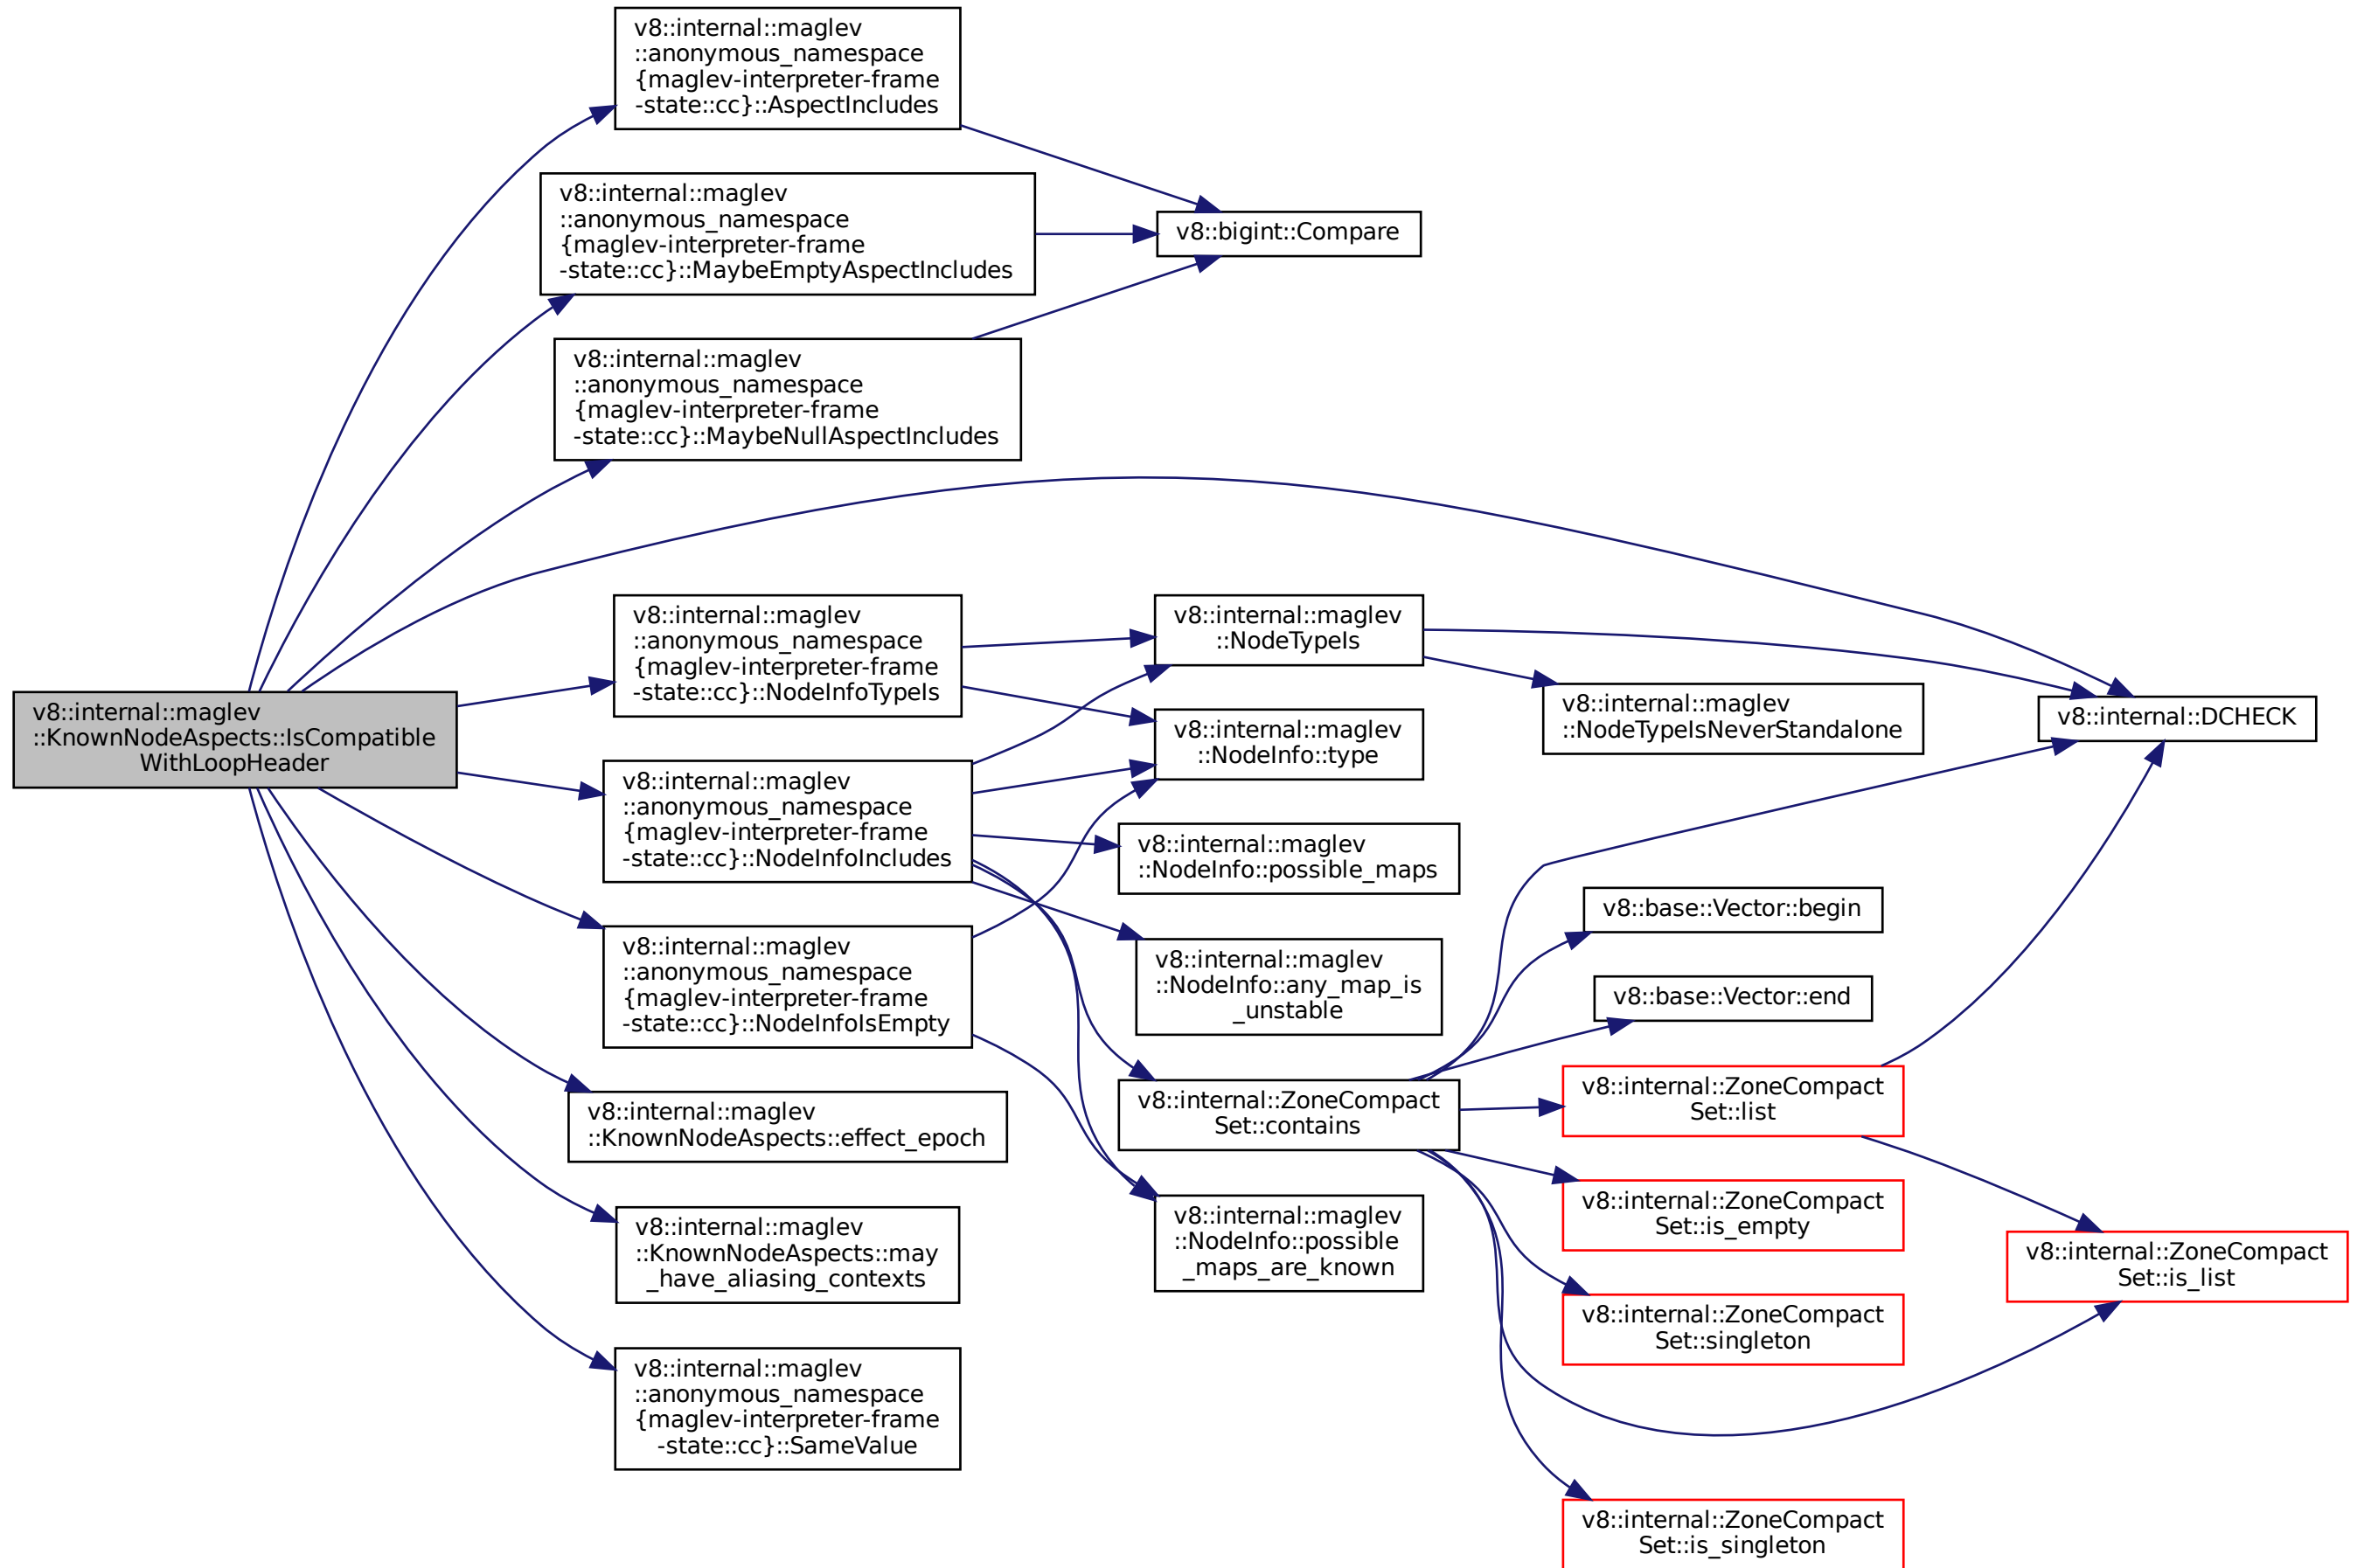 v8::internal::maglev
::KnownNodeAspects::IsCompatible
WithLoopHeader
v8::internal::maglev
::anonymous_namespace
{maglev-interpreter-frame
-state::cc}::AspectIncludes
v8::internal::maglev
::anonymous_namespace
{maglev-interpreter-frame
-state::cc}::MaybeEmptyAspectIncludes
v8::internal::maglev
::anonymous_namespace
{maglev-interpreter-frame
-state::cc}::MaybeNullAspectIncludes
v8::internal::maglev
::anonymous_namespace
{maglev-interpreter-frame
-state::cc}::NodeInfoTypeIs
v8::internal::maglev
::anonymous_namespace
{maglev-interpreter-frame
-state::cc}::NodeInfoIncludes
v8::internal::maglev
::anonymous_namespace
{maglev-interpreter-frame
-state::cc}::NodeInfoIsEmpty
v8::internal::maglev
::KnownNodeAspects::effect_epoch
v8::internal::maglev
::KnownNodeAspects::may
_have_aliasing_contexts
v8::internal::maglev
::anonymous_namespace
{maglev-interpreter-frame
-state::cc}::SameValue
v8::bigint::Compare
v8::internal::maglev
::NodeTypeIs
v8::internal::maglev
::NodeInfo::type
v8::internal::maglev
::NodeInfo::possible_maps
v8::internal::maglev
::NodeInfo::any_map_is
_unstable
v8::internal::ZoneCompact
Set::contains
v8::internal::maglev
::NodeInfo::possible
_maps_are_known
v8::internal::maglev
::NodeTypeIsNeverStandalone
v8::base::Vector::begin
v8::base::Vector::end
v8::internal::ZoneCompact
Set::list
v8::internal::ZoneCompact
Set::is_empty
v8::internal::ZoneCompact
Set::singleton
v8::internal::ZoneCompact
Set::is_singleton
v8::internal::DCHECK
v8::internal::ZoneCompact
Set::is_list